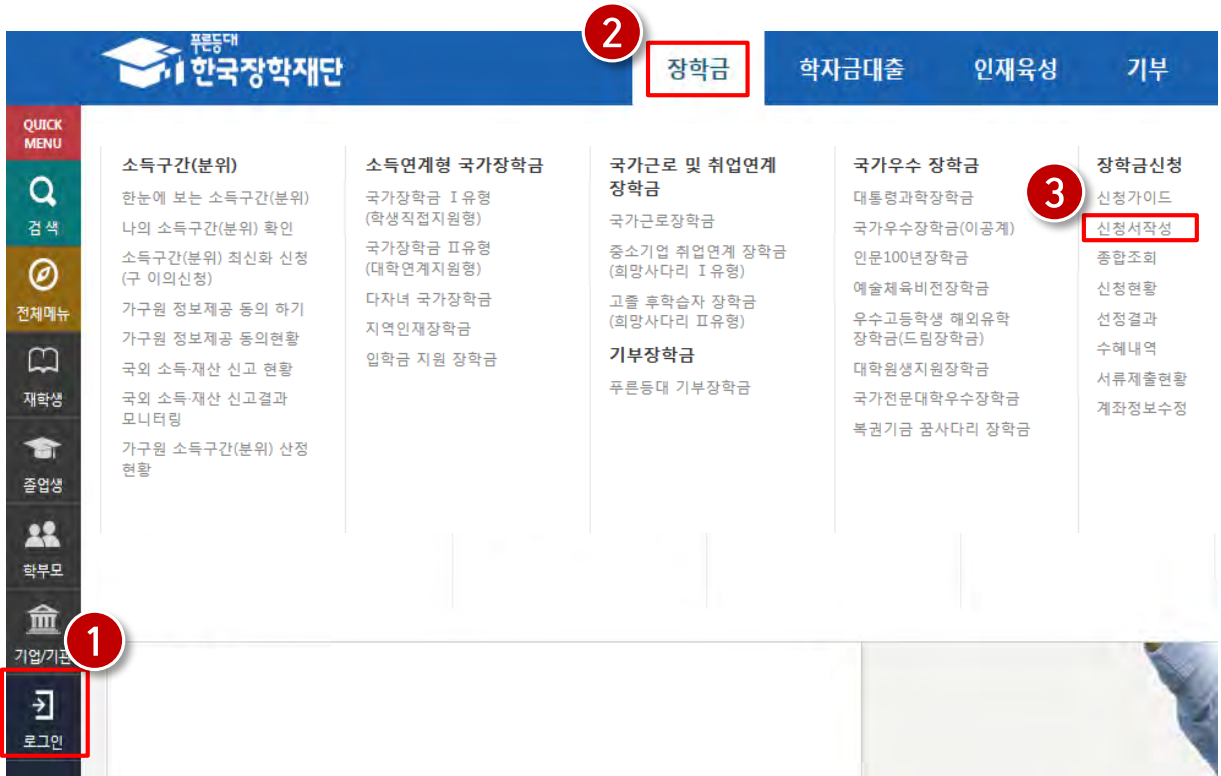 푸른등대
한국장학재단
2
장학금
학자금대출
인재육성
기부
QUICK
MENU
검색
전체메뉴
재학생
졸업생
학부모
기업/기관
1
로그인
소득구간(분위)
한눈에 보는 소득구간(분위)
나의 소득구간(분위) 확인
소득구간(분위) 최신화 신청
(구 이의신청)
가구원 정보제공 동의 하기
가구원 정보제공 동의현황
국외 소득·재산 신고 현황
국외 소득·재산 신고결과
모니터링
가구원 소득구간(분위) 산정
현황
소득연계형 국가장학금
국가장학금 Ⅰ유형
(학생직접지원형)
국가장학금 Ⅱ유형
(대학연계지원형)
다자녀 국가장학금
지역인재장학금
입학금 지원 장학금
국가근로 및 취업연계
장학금
국가근로장학금
중소기업 취업연계 장학금
(희망사다리 Ⅰ유형)
고졸 후학습자 장학금
(희망사다리 Ⅱ유형)
기부장학금
푸른등대 기부장학금
국가우수 장학금
대통령과학장학금
국가우수장학금(이공계)
인문100년장학금
예술체육비전장학금
우수고등학생 해외유학
장학금(드림장학금)
대학원생지원장학금
국가전문대학우수장학금
복권기금 꿈사다리 장학금
3
장학금신청
신청가이드
신청서작성
종합조회
신청현황
선정결과
수혜내역
서류제출현황
계좌정보수정